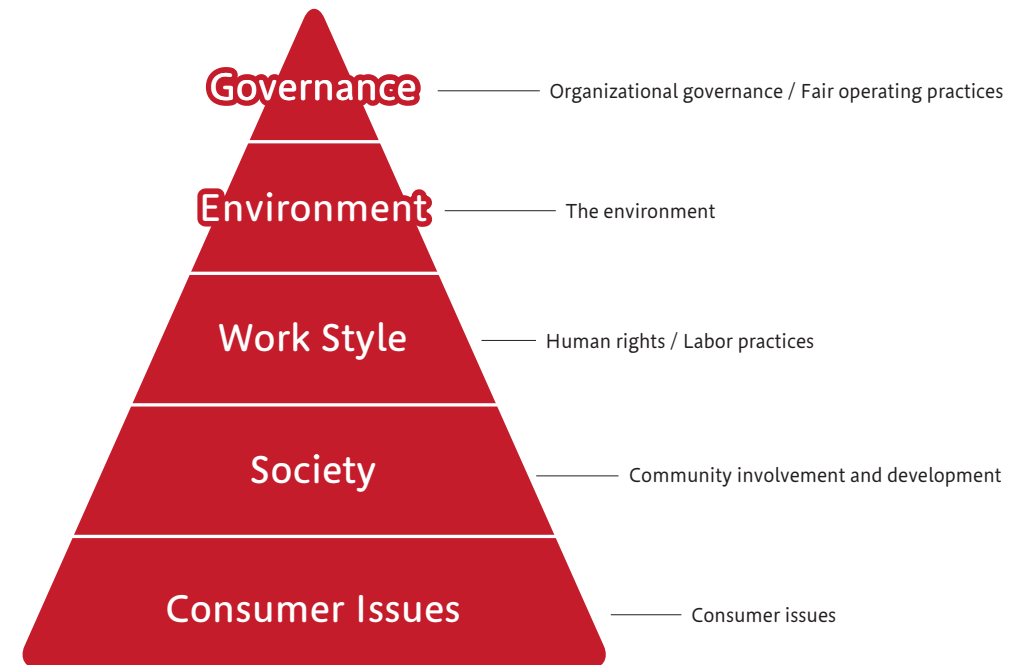 Governance
Organizational governance / Fair operating practices
Environment
The environment
Work Style
Human rights / Labor practices
Society
Community involvement and development
Consumer Issues
Consumer issues